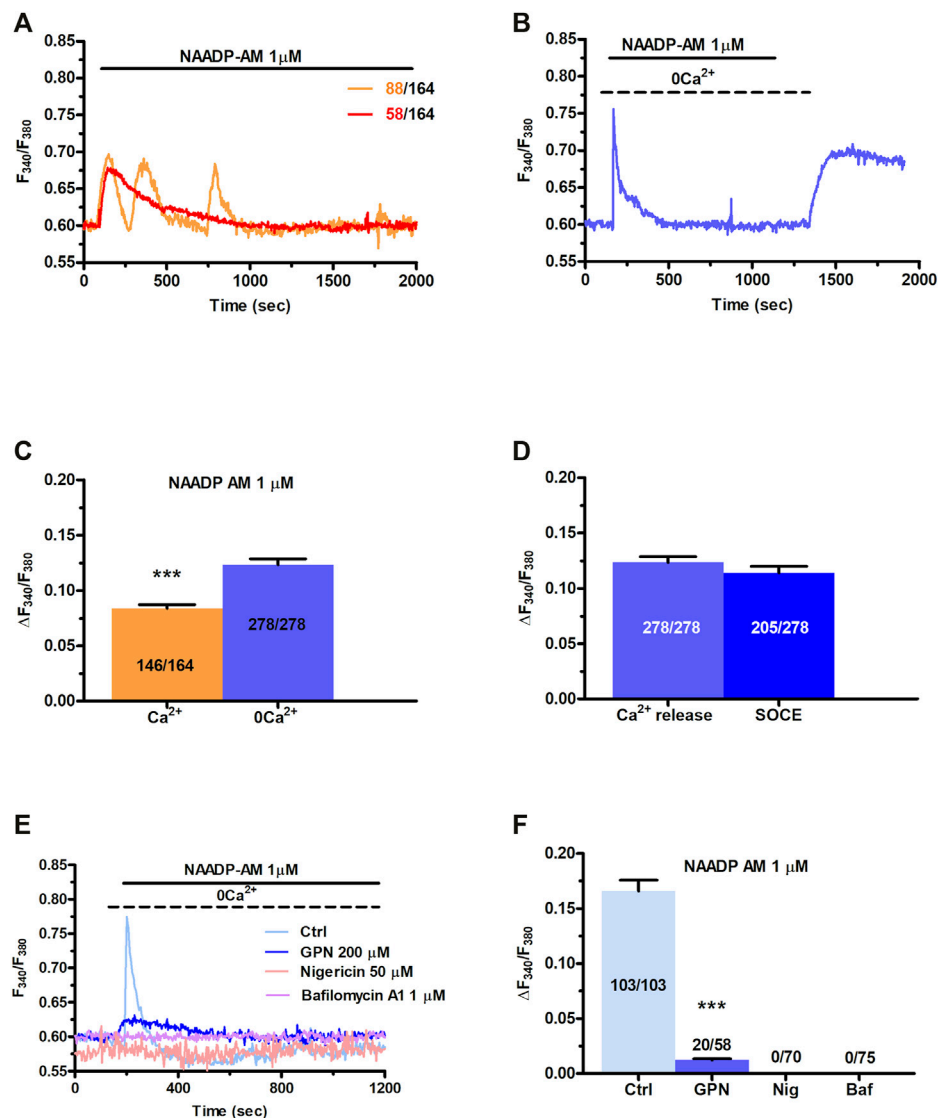 A
NAADP-AM 1µM
88/164
58/164
F340/F380
0.85
0.80
0.75
0.70
0.65
0.60
0.55
0
500
1000
1500
2000
Time (sec)
B
NAADP-AM 1µM
0Ca2+
F340/F380
0.85
0.80
0.75
0.70
0.65
0.60
0.55
0
500
1000
1500
2000
Time (sec)
C
NAADP AM 1 µM
ΔF340/F380
0.20
0.15
0.10
0.05
0.00
***
146/164
278/278
Ca2+
0Ca2+
D
ΔF340/F380
0.20
0.15
0.10
0.05
0.00
278/278
205/278
Ca2+ release
SOCE
E
NAADP-AM 1µM
0Ca2+
Ctrl
GPN 200 µM
Nigericin 50 µM
Bafilomycin A1 1 µM
F340/F380
0.85
0.80
0.75
0.70
0.65
0.60
0.55
0
400
800
1200
Time (sec)
F
NAADP AM 1 µM
ΔF340/F380
0.20
0.15
0.10
0.05
0.00
103/103
***
20/58
0/70
0/75
Ctrl
GPN
Nig
Baf